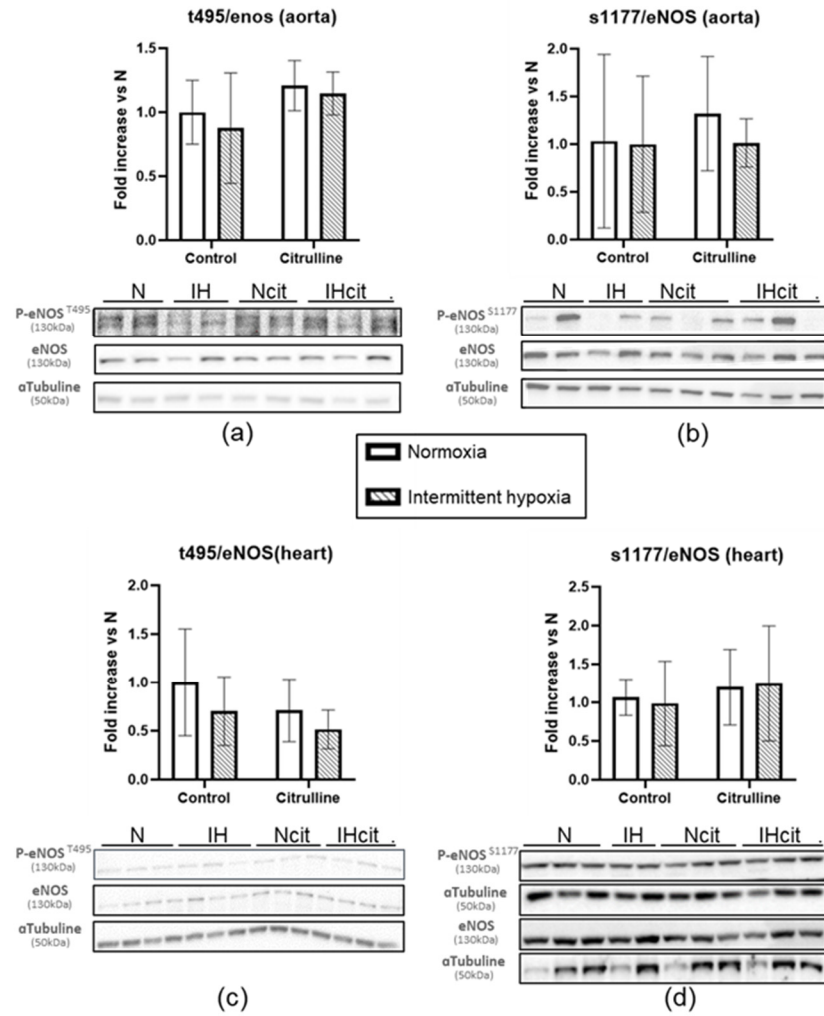 t495/enos (aorta)
Fold increase vs N
1.5
1.0
0.5
0.0
Control Citrulline
N IH Ncit IHcit .
P-eNOS T495
(130kDa)
eNOS
(130kDa)
αTubuline
(50kDa)
(a)
s1177/eNOS (aorta)
Fold increase vs N
2.0
1.5
1.0
0.5
0.0
Control Citrulline
N IH Ncit IHcit .
P-eNOS S1177
(130kDa)
eNOS
(130kDa)
αTubuline
(50kDa)
(b)
Normoxia
Intermittent hypoxia
t495/eNOS(heart)
Fold increase vs N
2.0
1.5
1.0
0.5
0.0
Control Citrulline
N IH Ncit IHcit .
P-eNOS T495
(130kDa)
eNOS
(130kDa)
αTubuline
(50kDa)
(c)
s1177/eNOS (heart)
Fold increase vs N
2.5
2.0
1.5
1.0
0.5
0.0
Control Citrulline
N IH Ncit IHcit .
P-eNOS S1177
(130kDa)
αTubuline
(50kDa)
eNOS
(130kDa)
αTubuline
(50kDa)
(d)